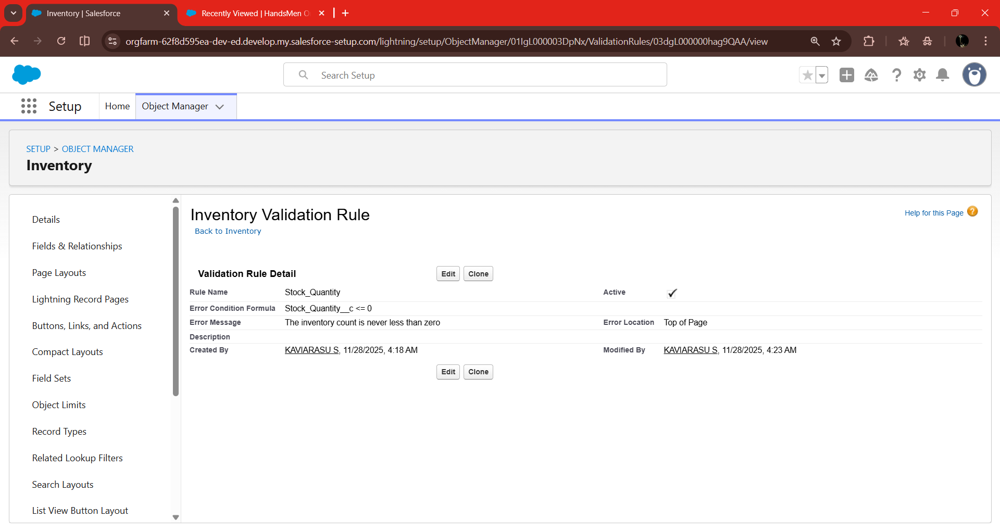 Inventory | Salesforce
Recently Viewed | HandsMen O
orgfarm-62f8d595ea-dev-ed.develop.my.salesforce-setup.com/lightning/setup/ObjectManager/01IgL000003DpNx/ValidationRules/03dgL000000hag9QAA/view
Search Setup
Setup
Home
Object Manager
SETUP > OBJECT MANAGER
Inventory
Details
Fields & Relationships
Page Layouts
Lightning Record Pages
Buttons, Links, and Actions
Compact Layouts
Field Sets
Object Limits
Record Types
Related Lookup Filters
Search Layouts
List View Button Layout
Inventory Validation Rule
Help for this Page ?
Back to Inventory
Validation Rule Detail Edit Clone
Rule Name Stock_Quantity Active
Error Condition Formula Stock_Quantity__c <= 0
Error Message The inventory count is never less than zero Error Location Top of Page
Description
Created By KAVIARASU S, 11/28/2025, 4:18 AM Modified By KAVIARASU S, 11/28/2025, 4:23 AM
Edit Clone